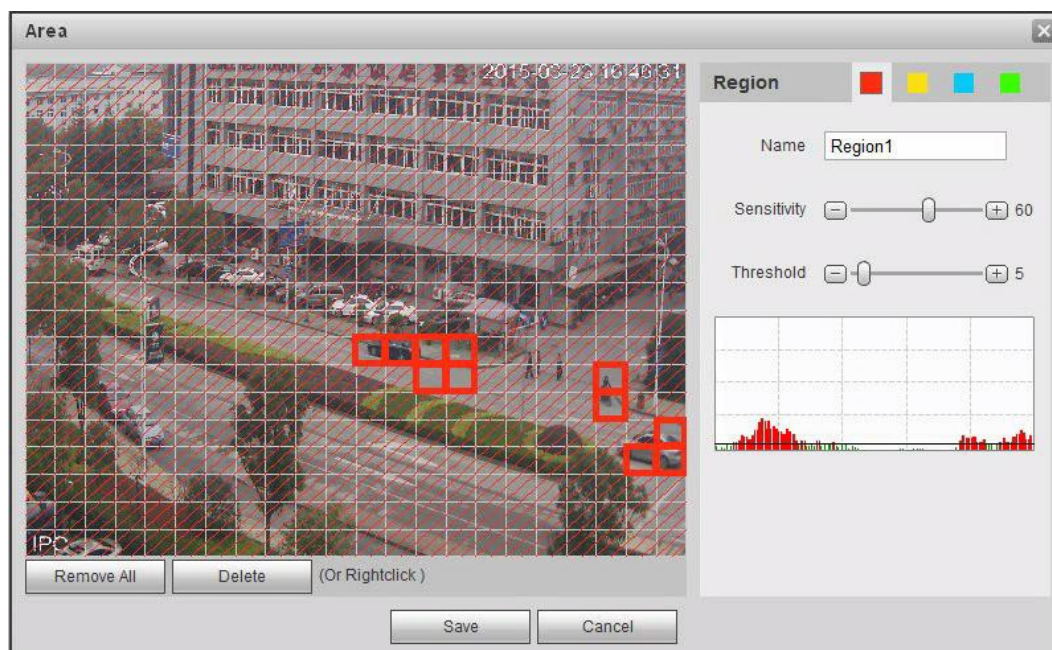 Area
2015-03-23 16:46:31
Region
Name Region1
Sensitivity 60
Threshold 5
IPC
Remove All Delete (Or Rightclick )
Save Cancel